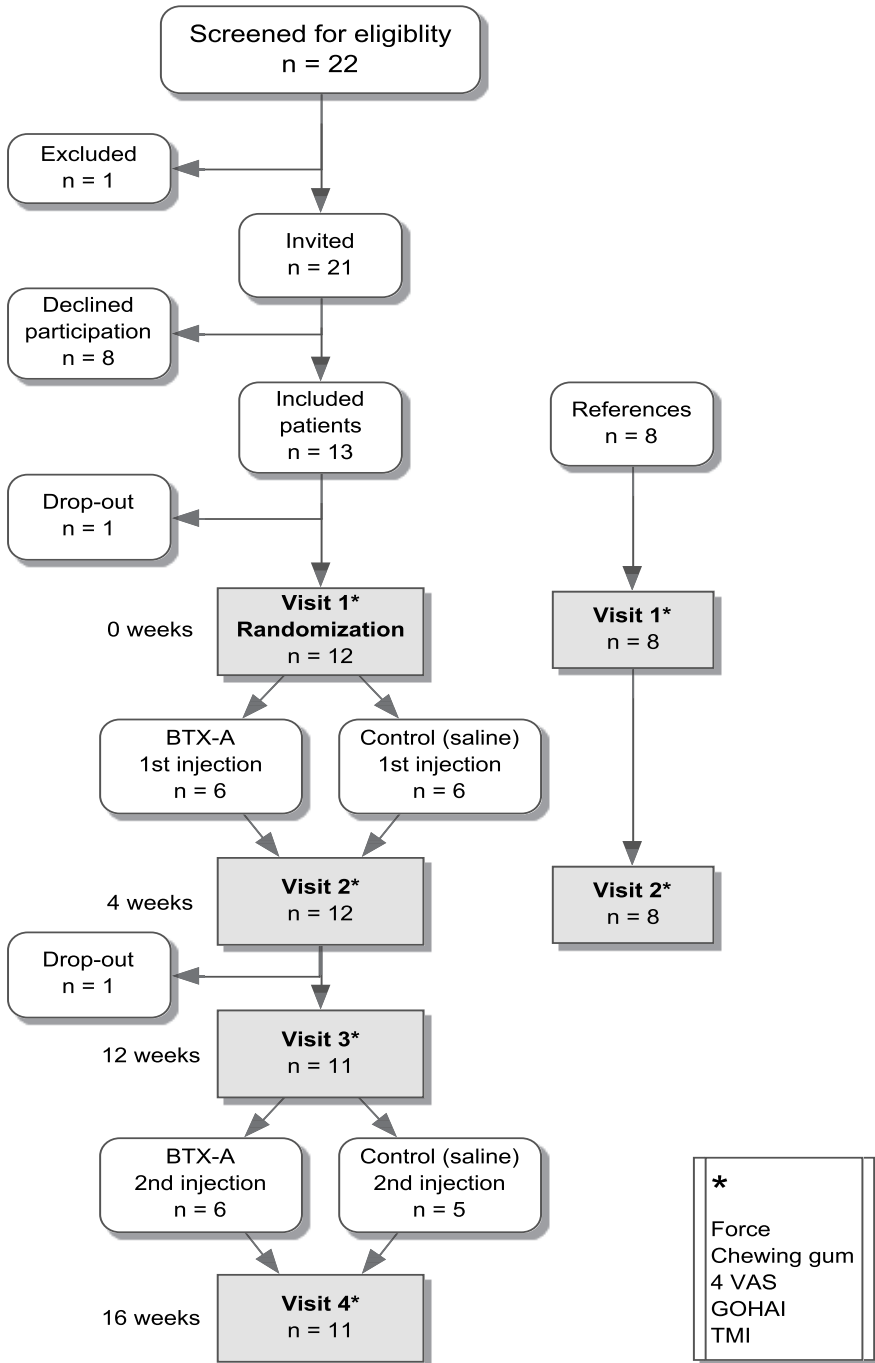 Screened for eligiblity
n = 22
Excluded
n = 1
Invited
n = 21
Declined
participation
n = 8
Included
patients
n = 13
References
n = 8
Drop-out
n = 1
0 weeks
Visit 1*
Randomization
n = 12
Visit 1*
n = 8
BTX-A
1st injection
n = 6
Control (saline)
1st injection
n = 6
4 weeks
Visit 2*
n = 12
Visit 2*
n = 8
Drop-out
n = 1
12 weeks
Visit 3*
n = 11
BTX-A
2nd injection
n = 6
Control (saline)
2nd injection
n = 5
16 weeks
Visit 4*
n = 11
*
Force
Chewing gum
4 VAS
GOHAI
TMI